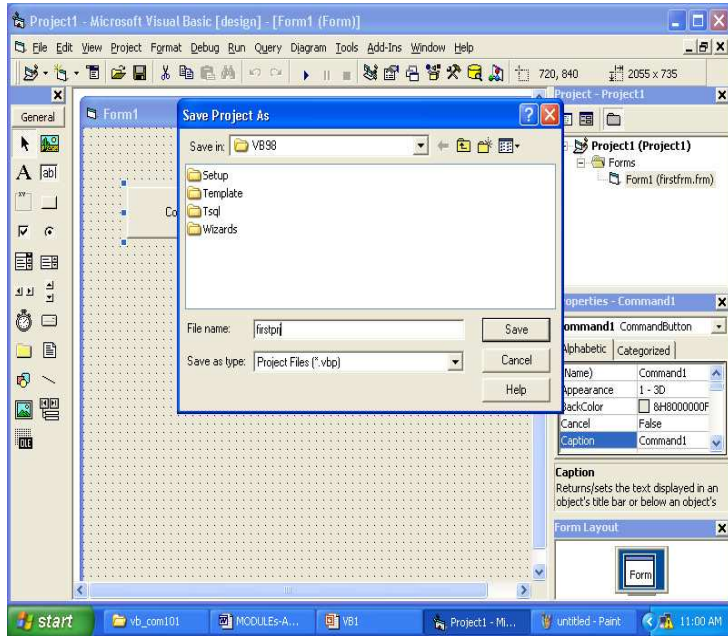 Project1 - Microsoft Visual Basic [design] - [Form1 (Form)]
File Edit View Project Format Debug Run Query Diagram Tools Add-Ins Window Help
720, 840 2055 x 735
General
A ab|
OLE
Form1
Co
Save Project As
Save in: VB98
Setup
Template
Tsql
Wizards
File name: firstprj
Save
Save as type: Project Files (*.vbp)
Cancel
Help
Project - Project1
Project1 (Project1)
Forms
Form1 (firstfrm.frm)
roperties - Command1
ommand1 CommandButton
Alphabetic Categorized
Name) Command1
Appearance 1 - 3D
BackColor &H8000000F
Cancel False
Caption Command1
Caption
Returns/sets the text displayed in an
object's title bar or below an object's
Form Layout
Form
start vb_com101 MODULEs-A... VB1 Project1 - Mi... untitled - Paint 11:00 AM